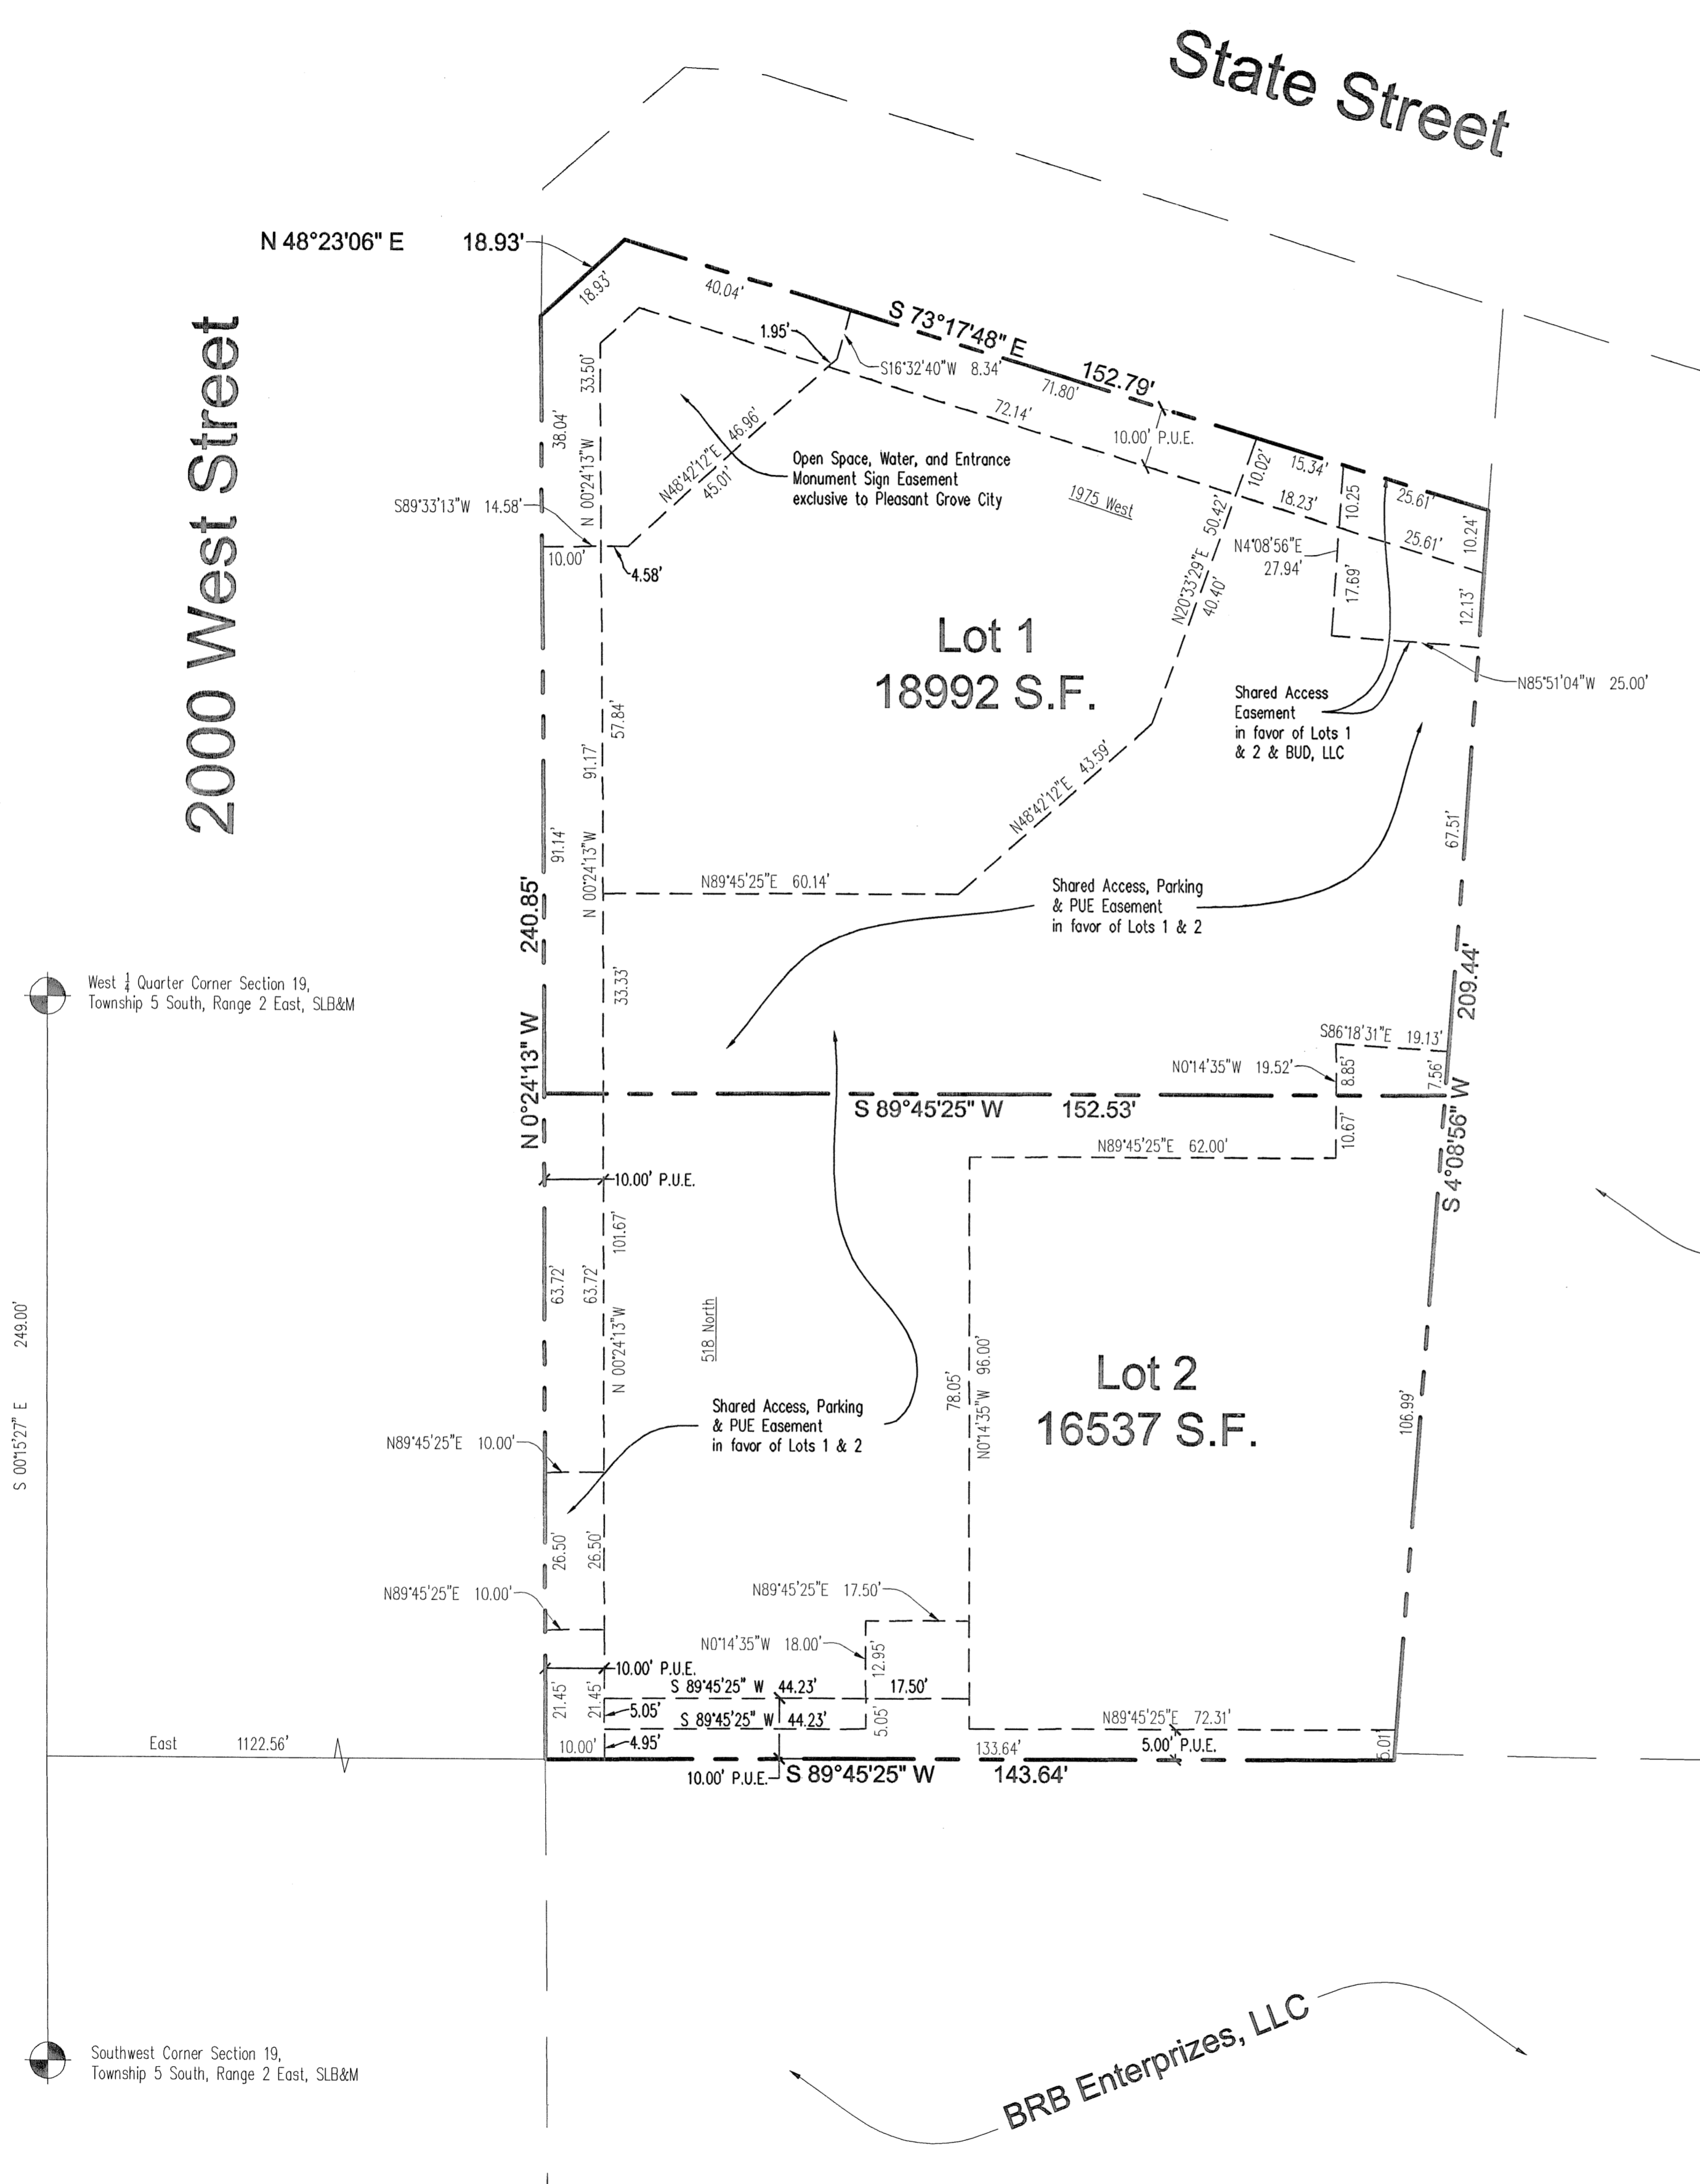 State Street
N 48°23'06" E 18.93'
18.93'
40.04'
S 73°17'48" E 152.79'
2000 West Street
1.95'
S16°32'40"W 8.34'
71.80'
72.14'
10.00' P.U.E.
33.50'
N 00°24'13"W
38.04'
N48°42'12"E 46.96'
45.01'
Open Space, Water, and Entrance
Monument Sign Easement
exclusive to Pleasant Grove City
1975 West
10.02'
15.34'
18.23'
10.25
25.61'
25.61'
10.24'
S89°33'13"W 14.58'
10.00'
4.58'
N20°33'29"E 50.42'
40.40'
N4°08'56"E
27.94'
17.69'
12.13'
Lot 1
18992 S.F.
N85°51'04"W 25.00'
Shared Access
Easement
in favor of Lots 1
& 2 & BUD, LLC
57.84'
91.17'
N48°42'12"E 43.59'
67.51'
91.14'
N 00°24'13"W
N89°45'25"E 60.14'
Shared Access, Parking
& PUE Easement
in favor of Lots 1 & 2
N 0°24'13" W 240.85'
33.33'
209.44'
West 1/4 Quarter Corner Section 19,
Township 5 South, Range 2 East, SLB&M
S86°18'31"E 19.13'
N0°14'35"W 19.52'
8.85'
7.56'
S 89°45'25" W 152.53'
S 4°08'56" W
N89°45'25"E 62.00'
10.67'
10.00' P.U.E.
101.67'
63.72'
63.72'
N 00°24'13"W
518 North
S 00°15'27" E 249.00'
78.05'
N0°14'35"W 96.00'
Lot 2
16537 S.F.
106.99'
Shared Access, Parking
& PUE Easement
in favor of Lots 1 & 2
N89°45'25"E 10.00'
26.50'
26.50'
N89°45'25"E 10.00'
N89°45'25"E 17.50'
N0°14'35"W 18.00'
12.95'
10.00' P.U.E.
S 89°45'25" W 44.23'
17.50'
21.45'
21.45'
5.05'
S 89°45'25" W 44.23'
5.05'
N89°45'25"E 72.31'
East 1122.56'
10.00'
4.95'
133.64'
5.00' P.U.E.
5.01'
10.00' P.U.E.
S 89°45'25" W 143.64'
BRB Enterprizes, LLC
Southwest Corner Section 19,
Township 5 South, Range 2 East, SLB&M